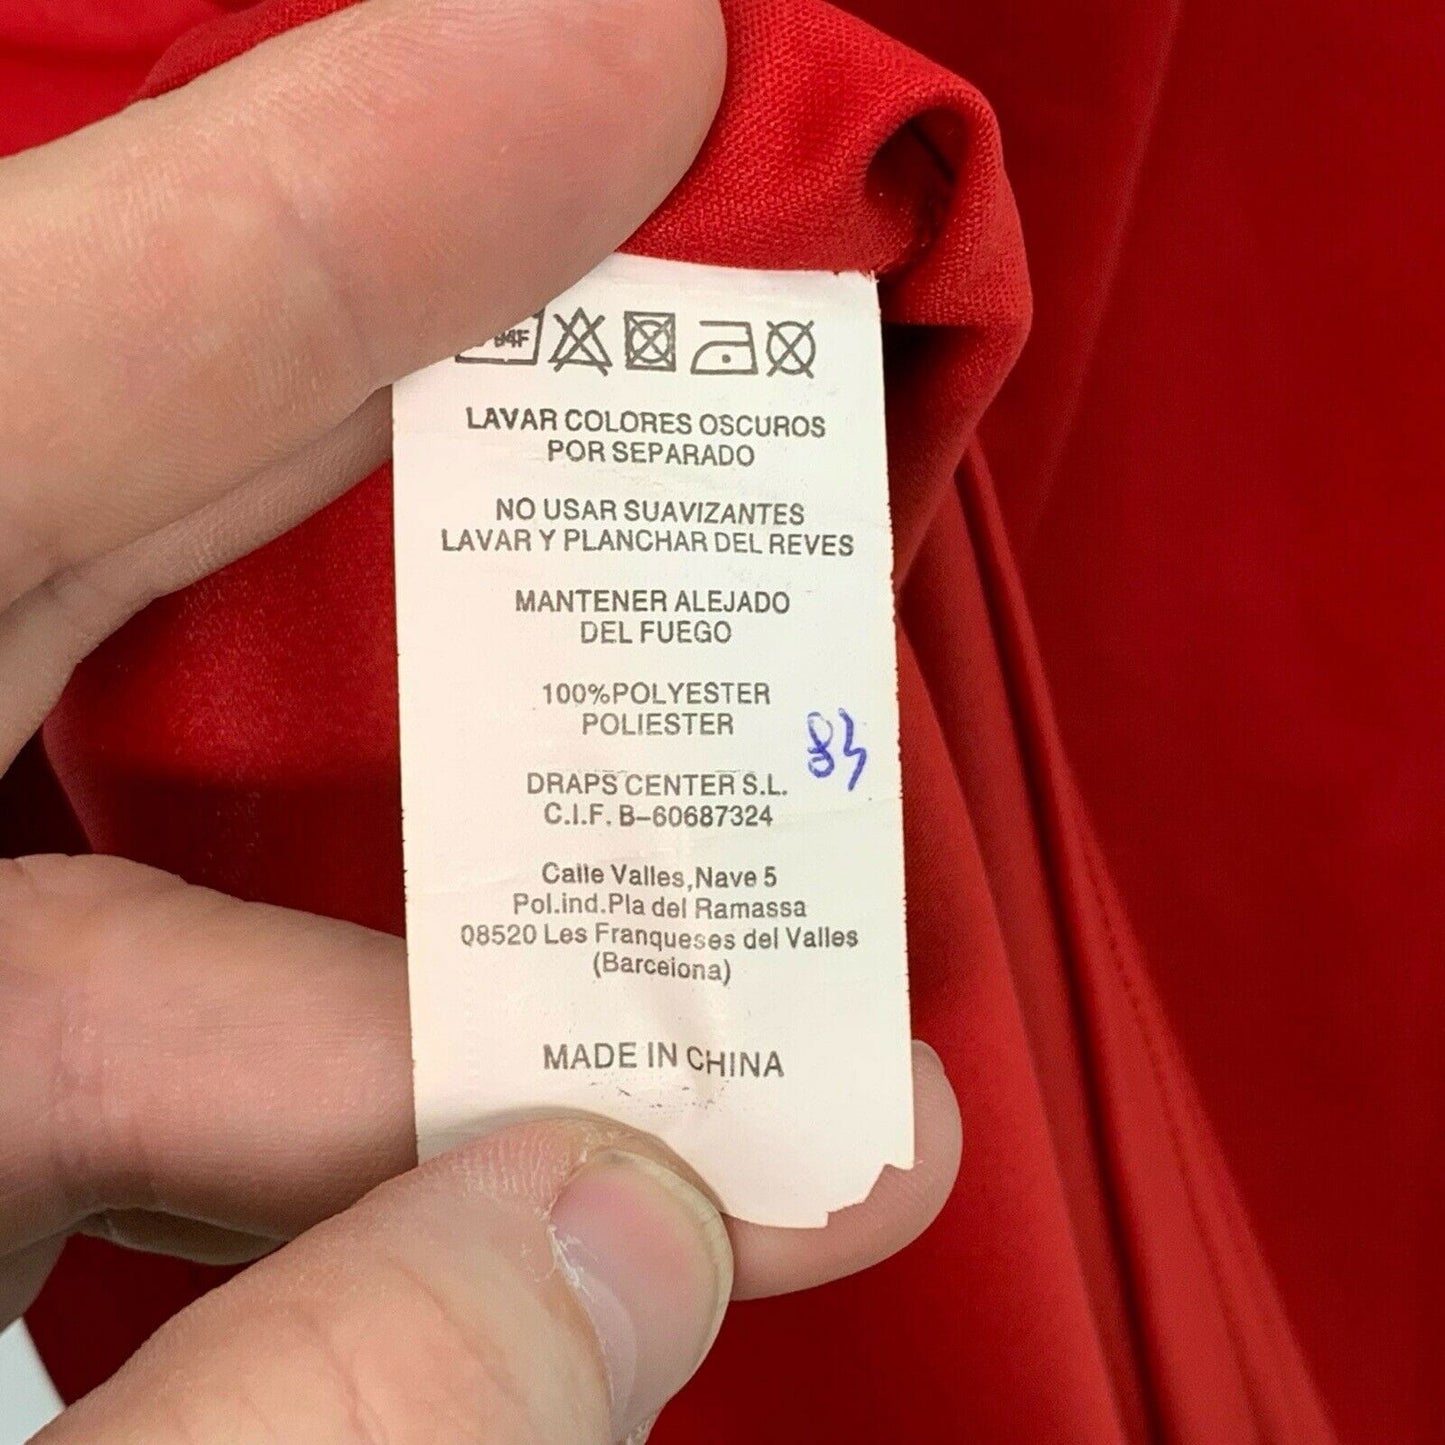 84F
LAVAR COLORES OSCUROS
POR SEPARADO
NO USAR SUAVIZANTES
LAVAR Y PLANCHAR DEL REVES
MANTENER ALEJADO
DEL FUEGO
100%POLYESTER
POLIESTER
83
DRAPS CENTER S.L.
C.I.F. B-60687324
Calle Valles,Nave 5
Pol.ind.Pla del Ramassa
08520 Les Franqueses del Valles
(Barcelona)
MADE IN CHINA